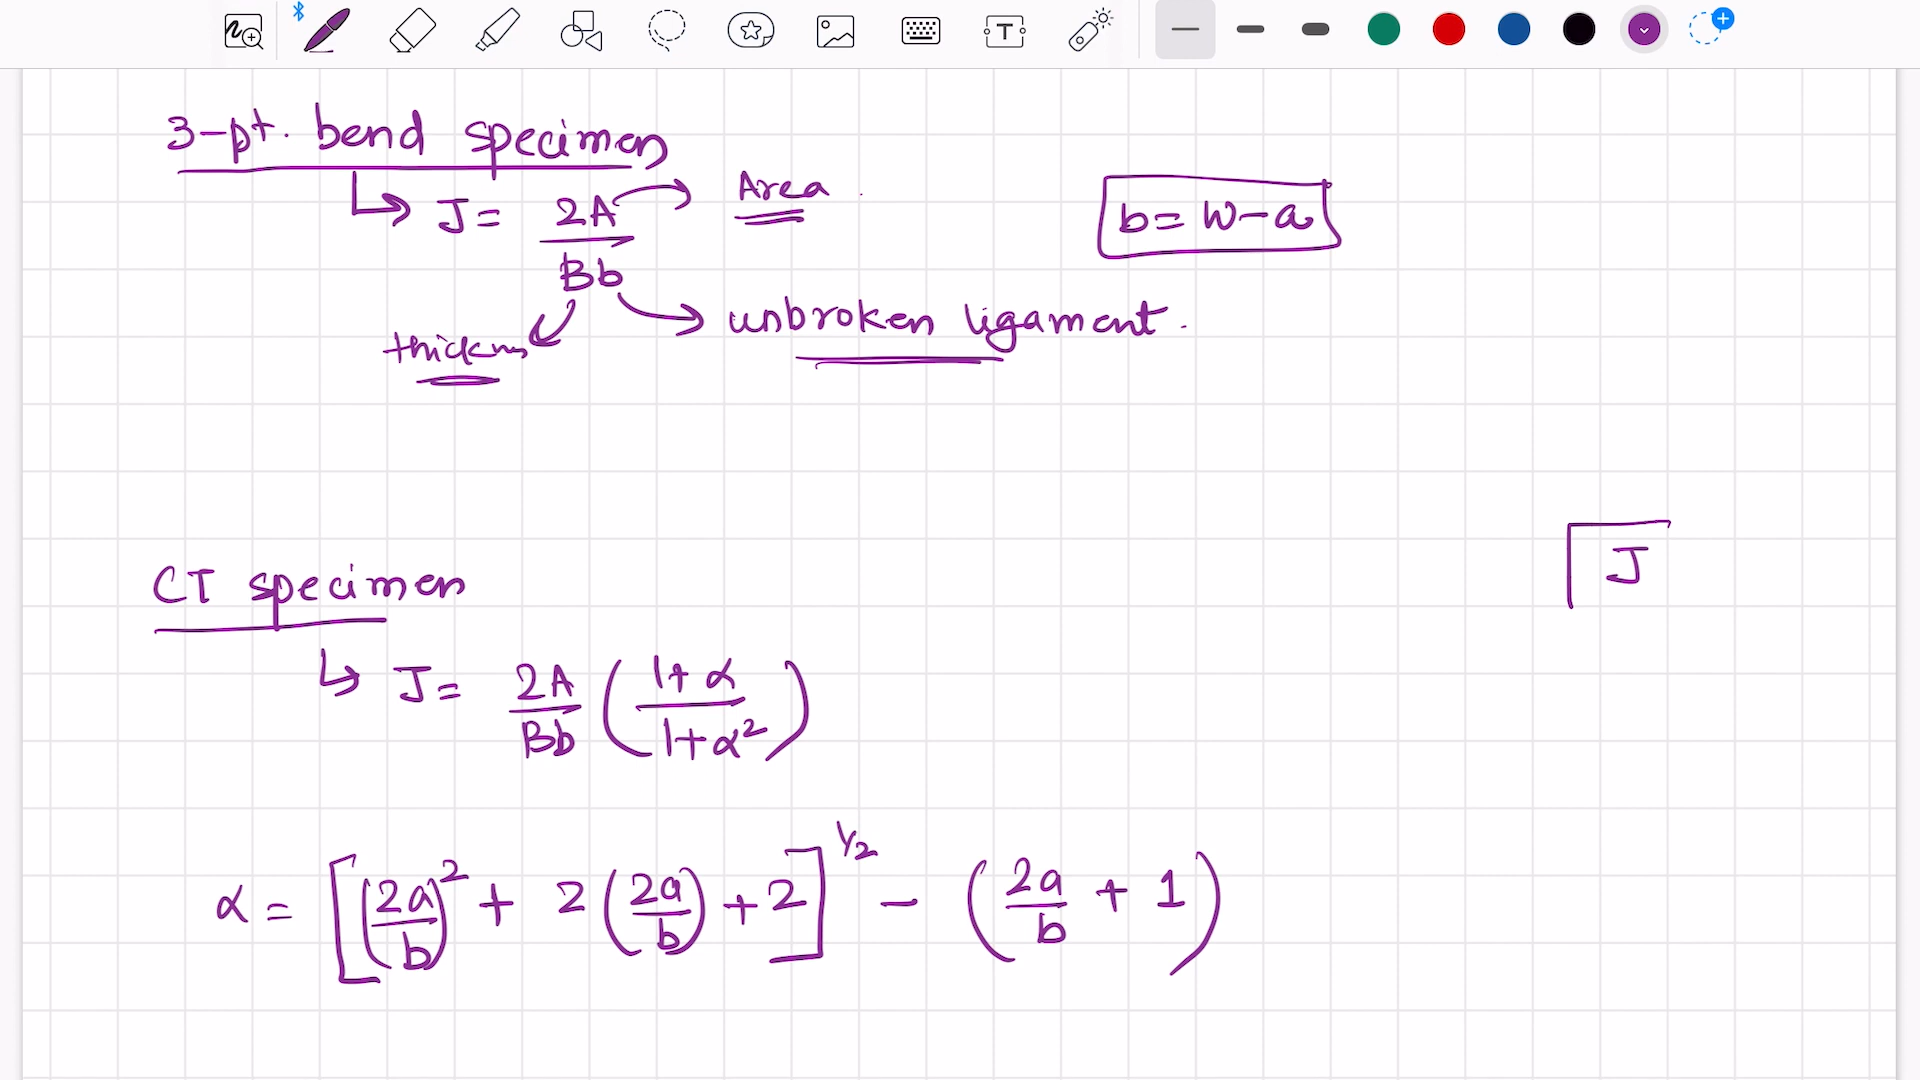 3-pt. bend specimen
↳ J = 2A/Bb → Area
b = W-a
thickns
unbroken ligament.
J
CT specimen
↳ J = 2A/Bb (1+α/1+α²)
α = [(2a/b)² + 2(2a/b) + 2]^1/2 - (2a/b + 1)